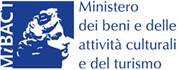 MiBACT
Ministero
dei beni e delle
attività culturali
e del turismo